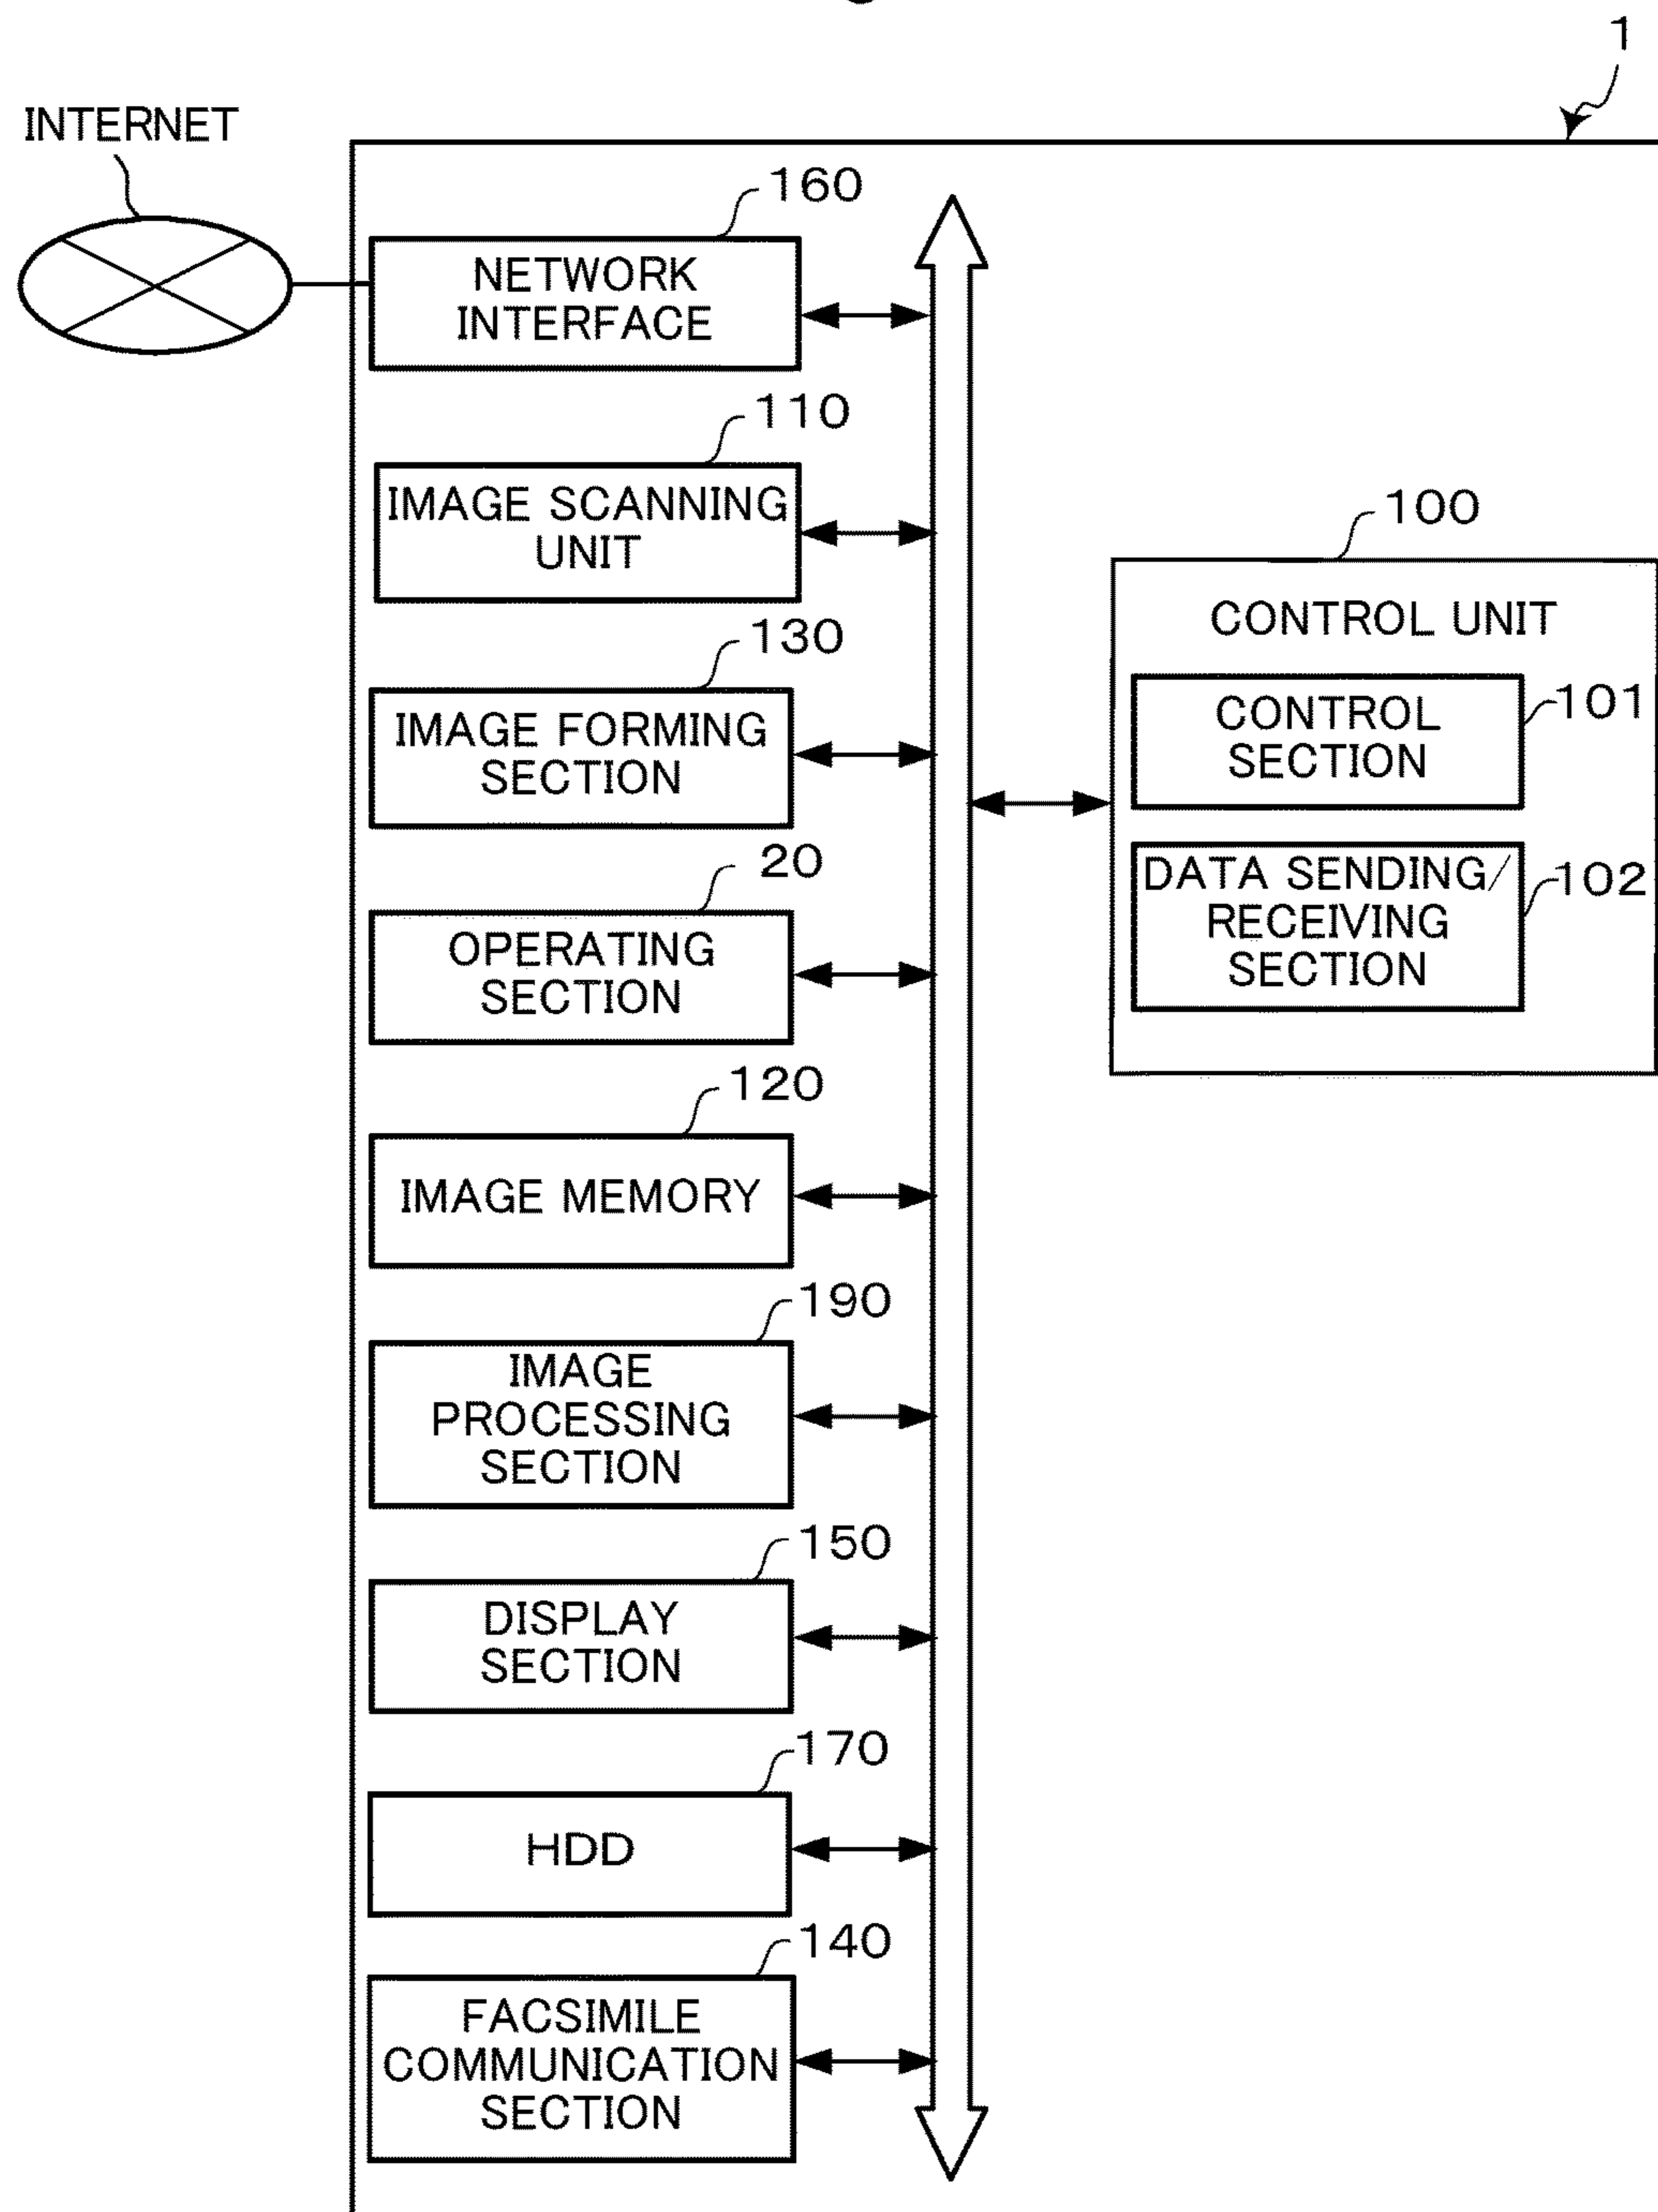 1
INTERNET
160
NETWORK
INTERFACE
110
IMAGE SCANNING
UNIT
100
CONTROL UNIT
130
IMAGE FORMING
SECTION
CONTROL
SECTION
101
20
OPERATING
SECTION
DATA SENDING/
RECEIVING
SECTION
102
120
IMAGE MEMORY
190
IMAGE
PROCESSING
SECTION
150
DISPLAY
SECTION
170
HDD
140
FACSIMILE
COMMUNICATION
SECTION